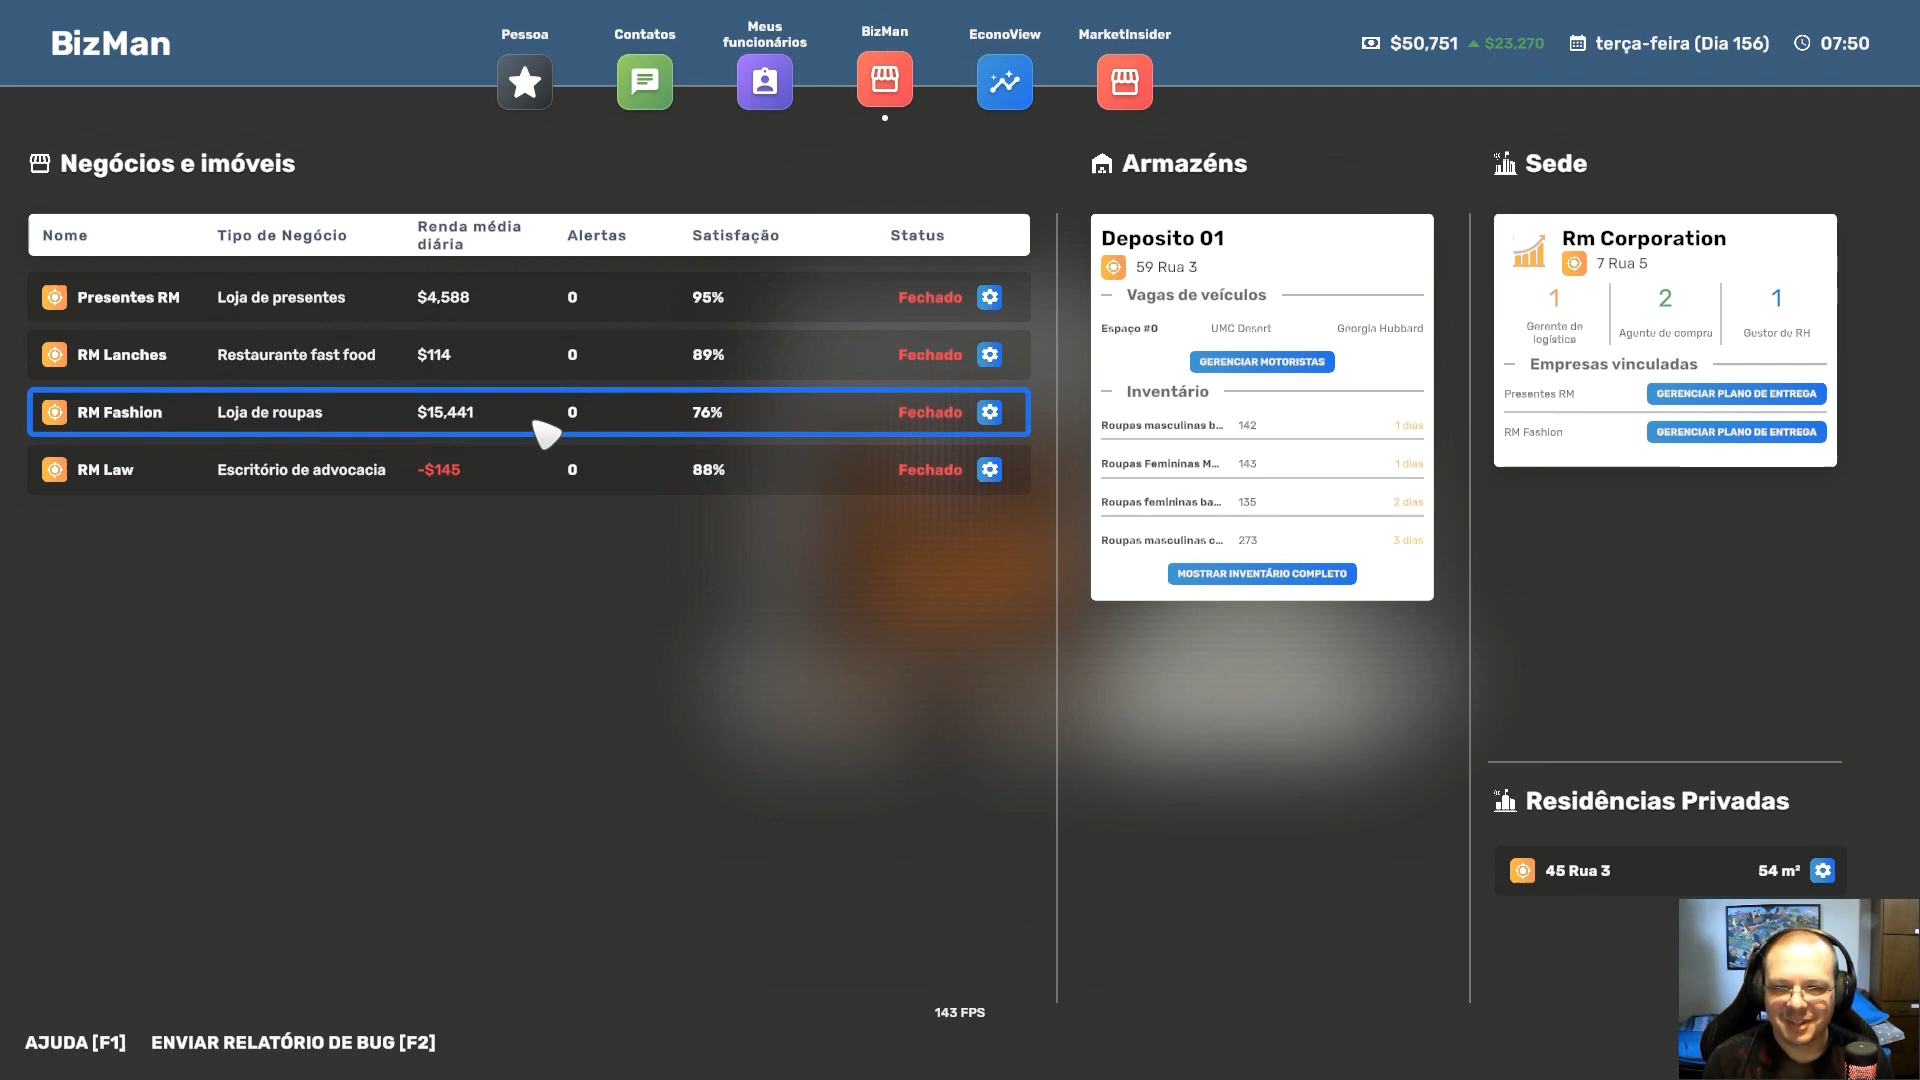 BizMan
Pessoa
Contatos
Meus
funcionários
BizMan
EconoView
MarketInsider
$50,751 $23,270 terça-feira (Dia 156) 07:50
Negócios e imóveis
Nome Tipo de Negócio Renda média diária Alertas Satisfação Status
Presentes RM Loja de presentes $4,588 0 95% Fechado
RM Lanches Restaurante fast food $114 0 89% Fechado
RM Fashion Loja de roupas $15,441 0 76% Fechado
RM Law Escritório de advocacia -$145 0 88% Fechado
Armazéns
Deposito 01
59 Rua 3
Vagas de veículos
Espaço #0 UMC Desert Georgia Hubbard
GERENCIAR MOTORISTAS
Inventário
Roupas masculinas b... 142 1 dias
Roupas Femininas M... 143 1 dias
Roupas femininas ba... 135 2 dias
Roupas masculinas c... 273 3 dias
MOSTRAR INVENTÁRIO COMPLETO
Sede
Rm Corporation
7 Rua 5
1 2 1
Gerente de logística Agente de compra Gestor de RH
Empresas vinculadas
Presentes RM GERENCIAR PLANO DE ENTREGA
RM Fashion GERENCIAR PLANO DE ENTREGA
Residências Privadas
45 Rua 3 54 m²
143 FPS
AJUDA [F1] ENVIAR RELATÓRIO DE BUG [F2]